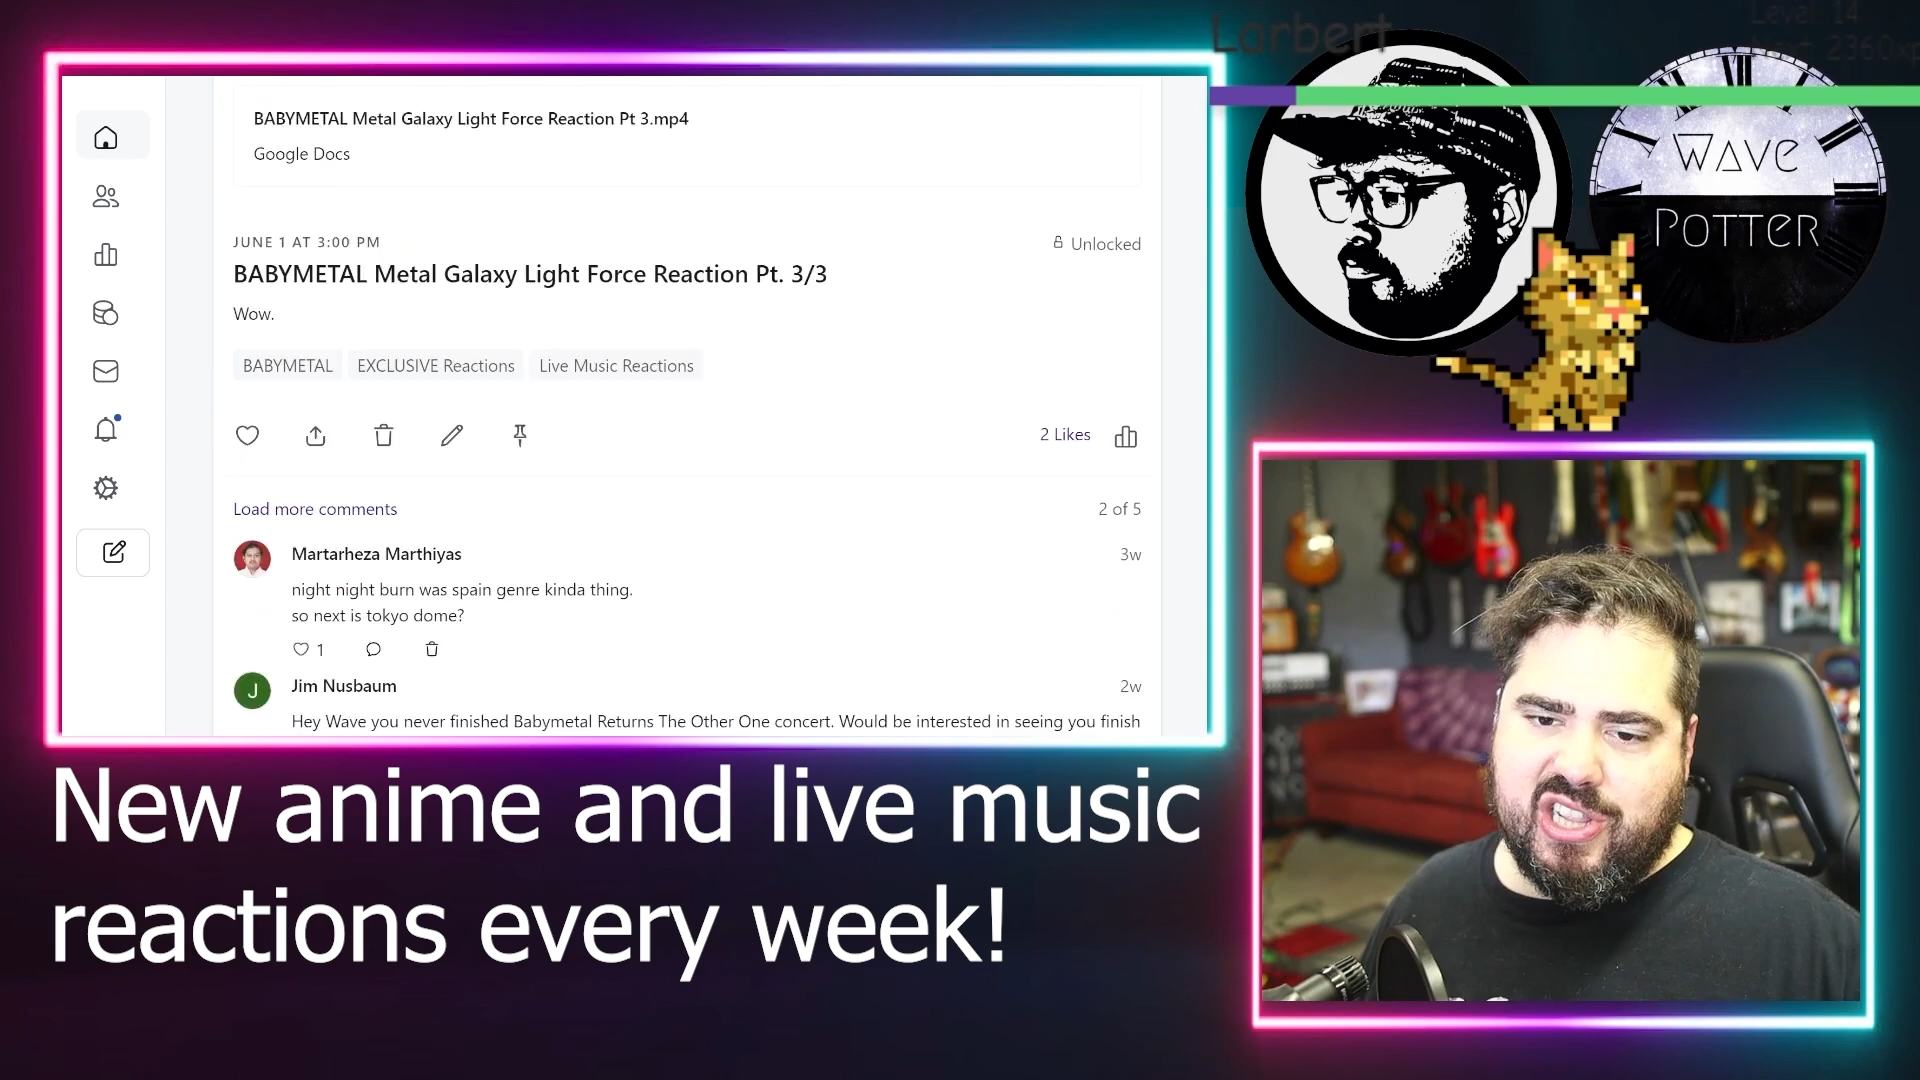 Larbert
Level: 14
2360xp
BABYMETAL Metal Galaxy Light Force Reaction Pt 3.mp4
Google Docs
JUNE 1 AT 3:00 PM
Unlocked
BABYMETAL Metal Galaxy Light Force Reaction Pt. 3/3
Wow.
BABYMETAL
EXCLUSIVE Reactions
Live Music Reactions
2 Likes
Load more comments
2 of 5
Martarheza Marthiyas
3w
night night burn was spain genre kinda thing.
so next is tokyo dome?
1
J
Jim Nusbaum
2w
Hey Wave you never finished Babymetal Returns The Other One concert. Would be interested in seeing you finish
WAVE
POTTER
New anime and live music
reactions every week!